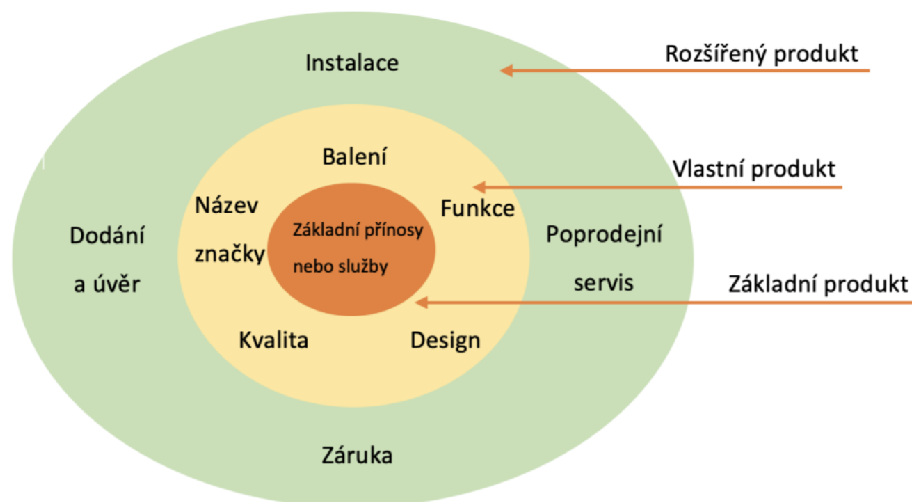 Instalace
Rozšířený produkt
Balení
Vlastní produkt
Název
značky
Funkce
Základní přínosy
nebo služby
Dodání
a úvěr
Poprodejní
servis
Základní produkt
Kvalita
Design
Záruka